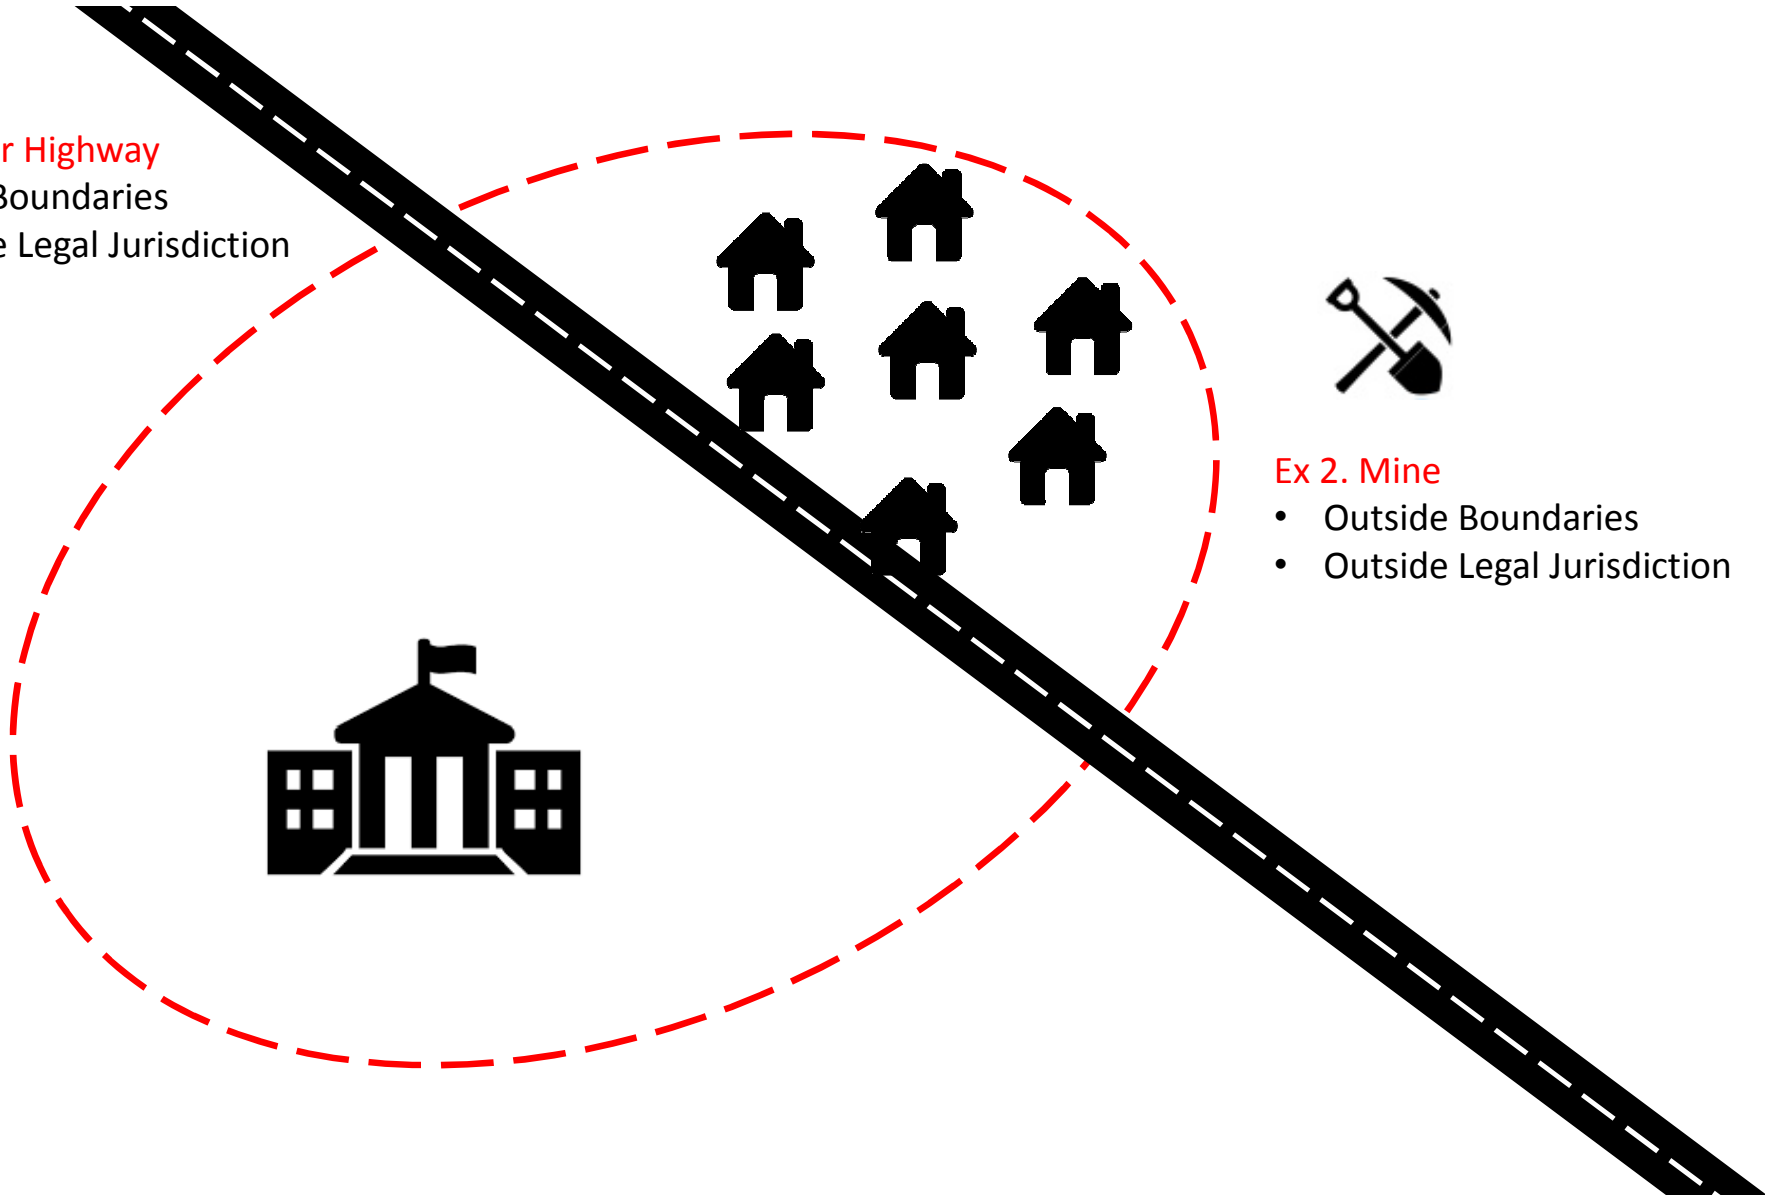 r Highway
Boundaries
e Legal Jurisdiction
Ex 2. Mine
• Outside Boundaries
• Outside Legal Jurisdiction